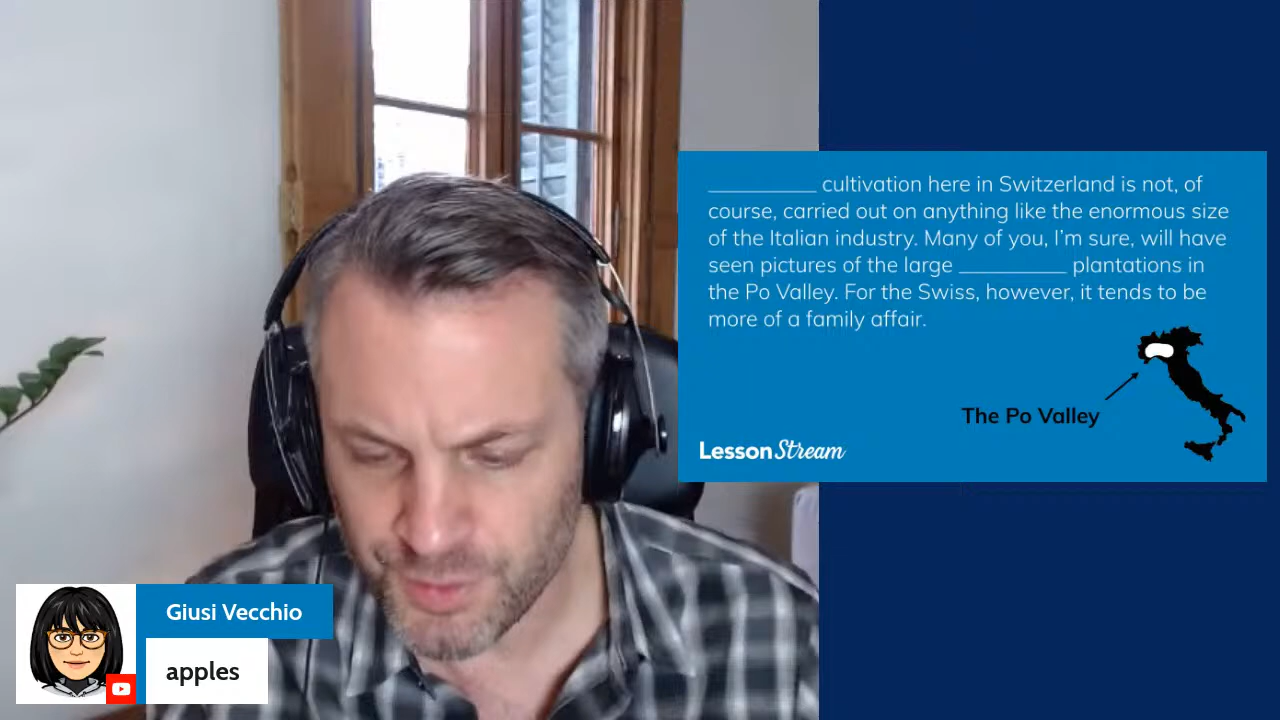 __________ cultivation here in Switzerland is not, of
course, carried out on anything like the enormous size
of the Italian industry. Many of you, I’m sure, will have
seen pictures of the large __________ plantations in
the Po Valley. For the Swiss, however, it tends to be
more of a family affair.
The Po Valley
LessonStream
Giusi Vecchio
apples